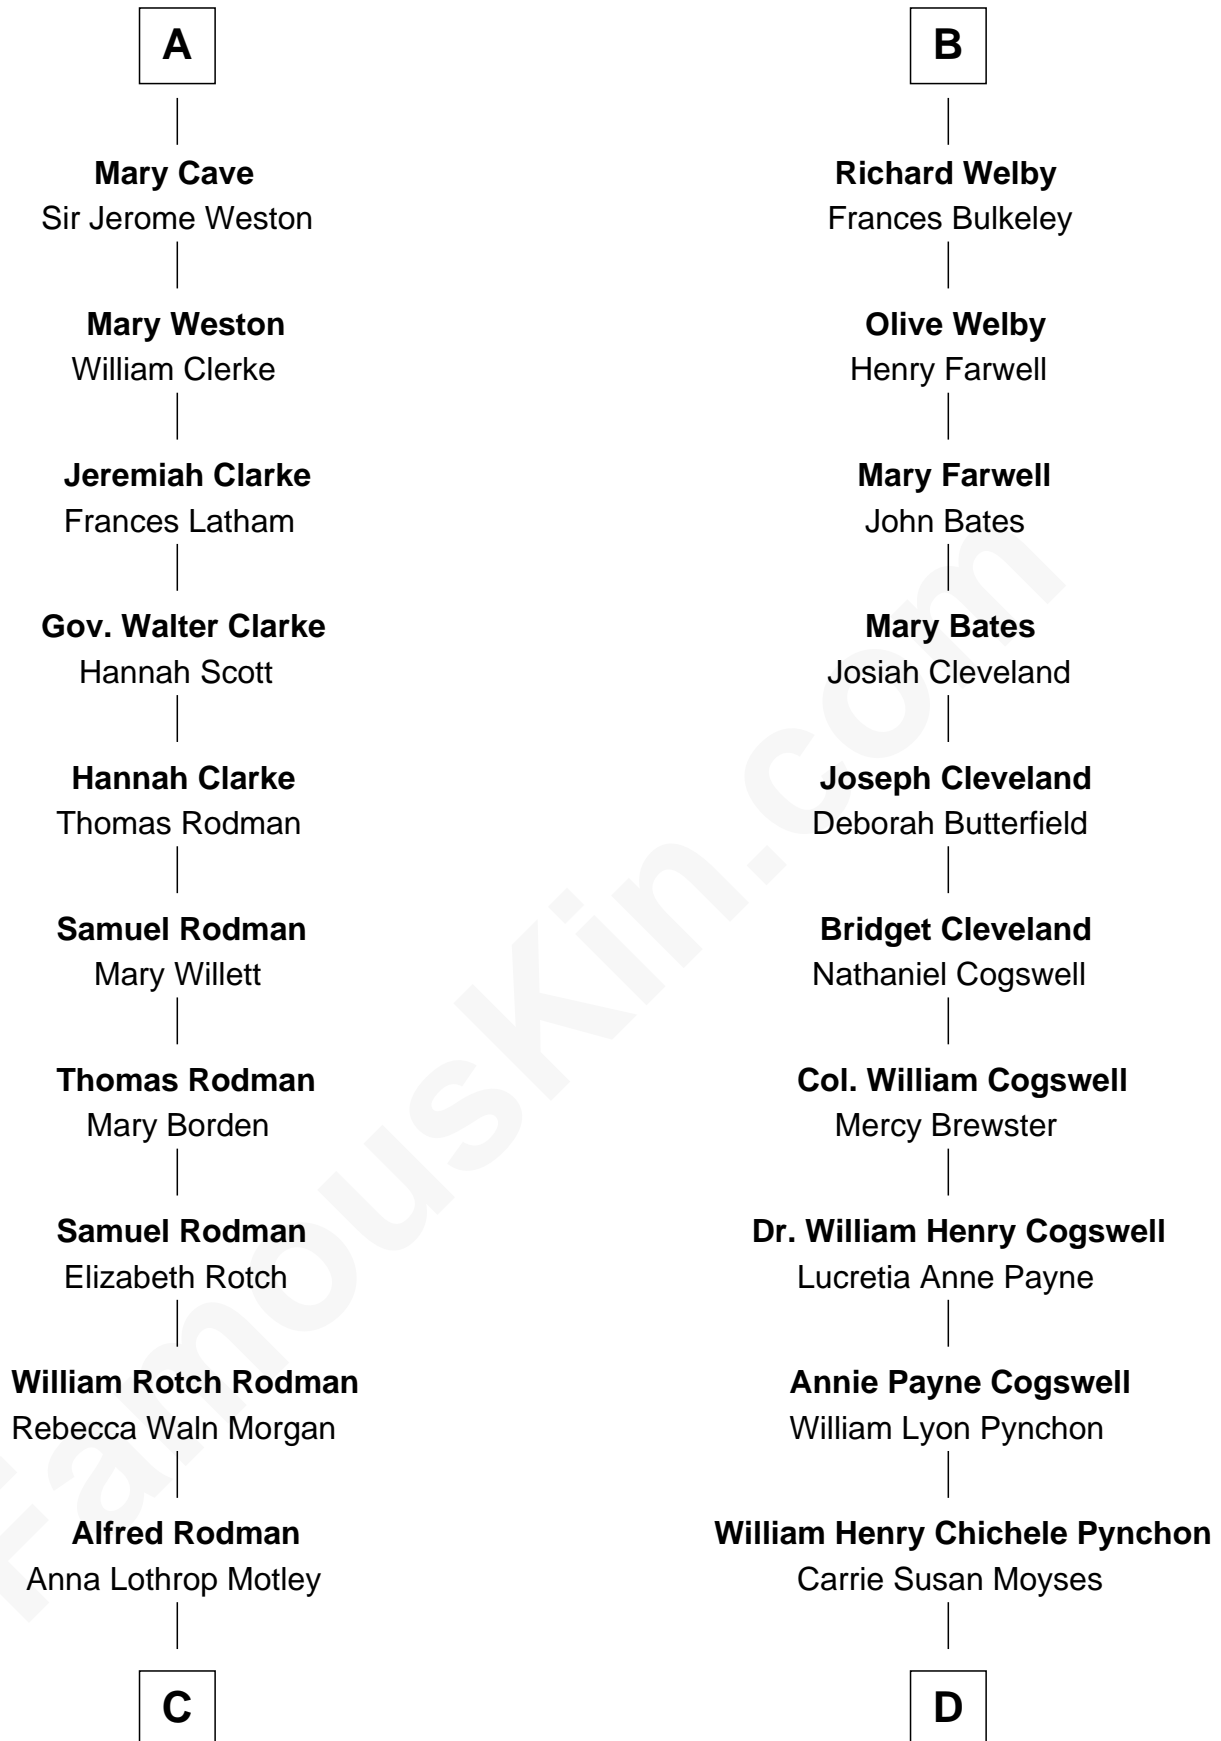 A
Mary Cave
Sir Jerome Weston
Mary Weston
William Clerke
Jeremiah Clarke
Frances Latham
Gov. Walter Clarke
Hannah Scott
Hannah Clarke
Thomas Rodman
Samuel Rodman
Mary Willett
Thomas Rodman
Mary Borden
Samuel Rodman
Elizabeth Rotch
William Rotch Rodman
Rebecca Waln Morgan
Alfred Rodman
Anna Lothrop Motley
C
B
Richard Welby
Frances Bulkeley
Olive Welby
Henry Farwell
Mary Farwell
John Bates
Mary Bates
Josiah Cleveland
Joseph Cleveland
Deborah Butterfield
Bridget Cleveland
Nathaniel Cogswell
Col. William Cogswell
Mercy Brewster
Dr. William Henry Cogswell
Lucretia Anne Payne
Annie Payne Cogswell
William Lyon Pynchon
William Henry Chichele Pynchon
Carrie Susan Moyses
D
FamousKin.com